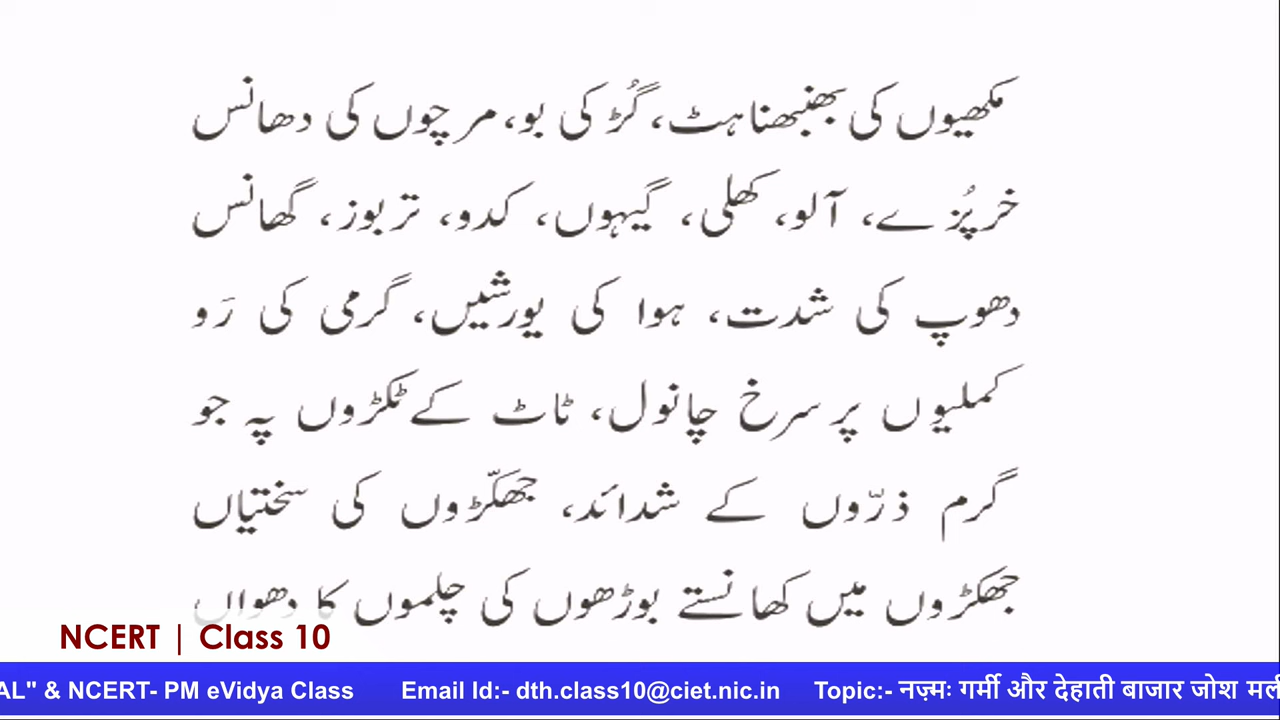 مکھیوں کی بھنبھناہٹ، گُڑ کی بو، مرچوں کی دھانس
خرپُزے، آلو، کھلی، گیہوں، کدو، تربوز، گھانس
دھوپ کی شدت، ہوا کی یورشیں، گرمی کی رَو
کملیوں پر سرخ چانول، ٹاٹ کے ٹکڑوں پہ جو
گرم ذرّوں کے شدائد، جھکّڑوں کی سختیاں
جھکڑوں میں کھانستے بوڑھوں کی چلموں کا دھواں
NCERT | Class 10
AL" & NCERT- PM eVidya Class Email Id:- dth.class10@ciet.nic.in Topic:- नज़्मः गर्मी और देहाती बाजार जोश मली